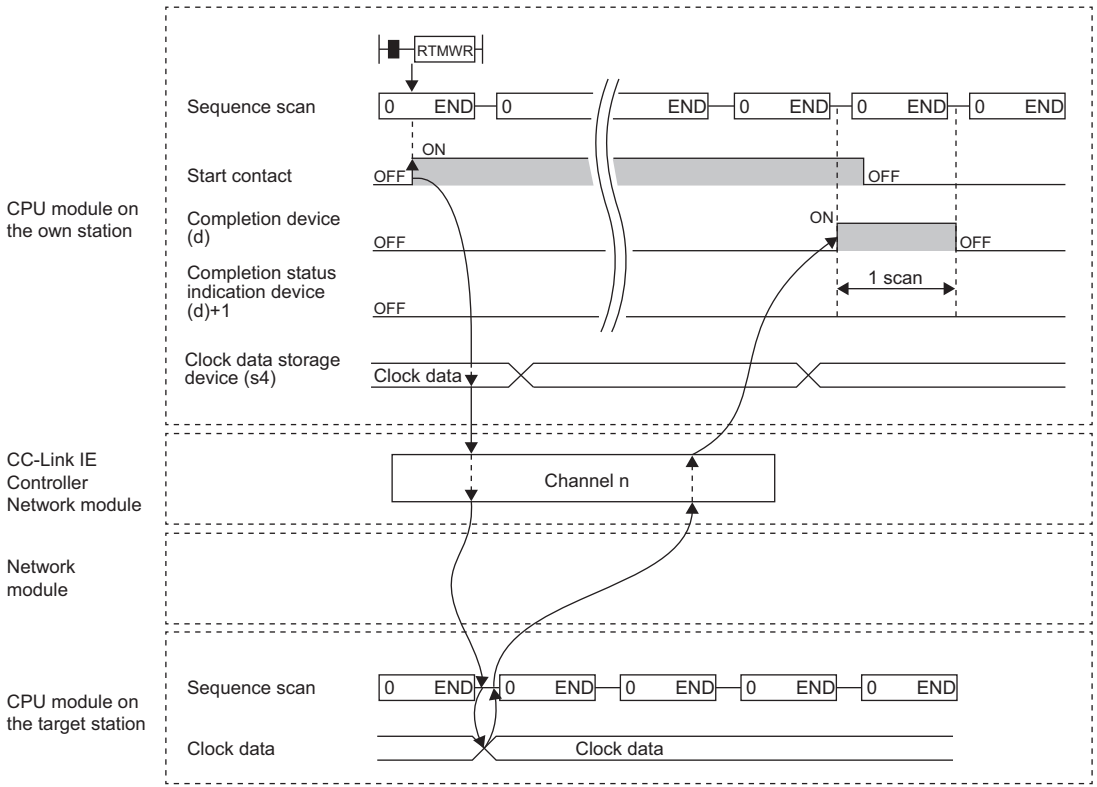 RTMWR
Sequence scan
0 END 0 END 0 END 0 END 0 END
ON
Start contact
OFF
OFF
CPU module on
the own station
Completion device
(d)
ON
OFF
OFF
Completion status
indication device
(d)+1
1 scan
OFF
Clock data storage
device (s4)
Clock data
CC-Link IE
Controller
Network module
Channel n
Network
module
CPU module on
the target station
Sequence scan
0 END 0 END 0 END 0 END 0 END
Clock data
Clock data